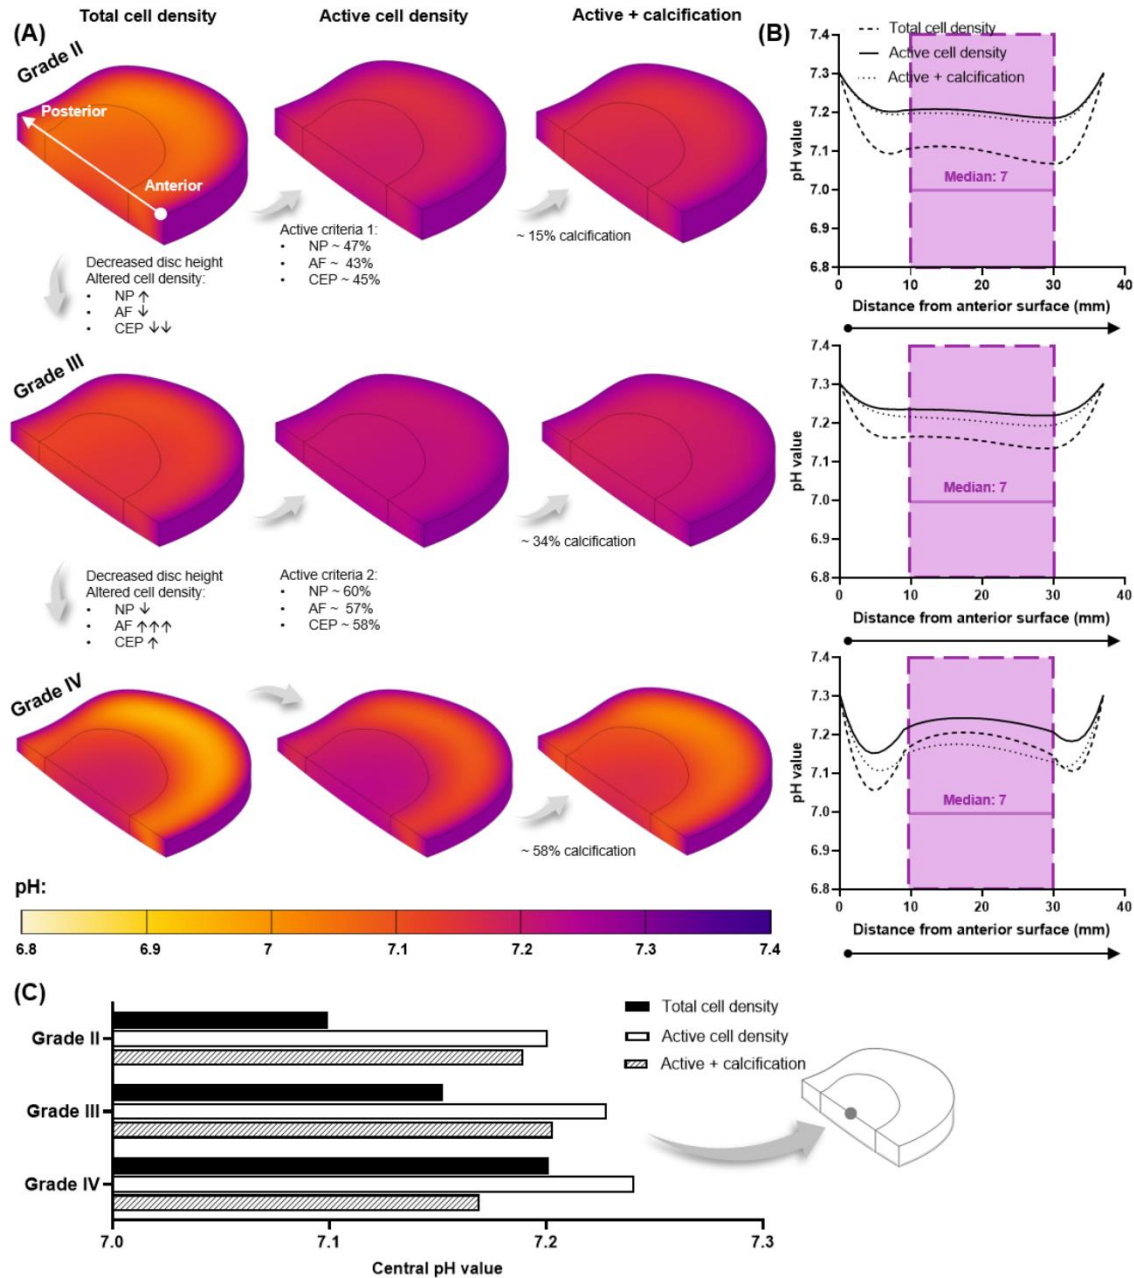 (A)
Total cell density
Active cell density
Active + calcification
Grade II
Posterior
Anterior
Decreased disc height
Altered cell density:
• NP ↑
• AF ↓
• CEP ↓↓
Active criteria 1:
• NP ~ 47%
• AF ~ 43%
• CEP ~ 45%
~ 15% calcification
Grade III
Decreased disc height
Altered cell density:
• NP ↓
• AF ↑↑↑
• CEP ↑
Active criteria 2:
• NP ~ 60%
• AF ~ 57%
• CEP ~ 58%
~ 34% calcification
Grade IV
~ 58% calcification
pH:
6.8 6.9 7 7.1 7.2 7.3 7.4
(B)
Total cell density
Active cell density
Active + calcification
pH value
7.4
7.3
7.2
7.1
7.0
6.9
6.8
Median: 7
0 10 20 30 40
Distance from anterior surface (mm)
pH value
7.4
7.3
7.2
7.1
7.0
6.9
6.8
Median: 7
0 10 20 30 40
Distance from anterior surface (mm)
pH value
7.4
7.3
7.2
7.1
7.0
6.9
6.8
Median: 7
0 10 20 30 40
Distance from anterior surface (mm)
(C)
Total cell density
Active cell density
Active + calcification
Grade II
Grade III
Grade IV
7.0 7.1 7.2 7.3
Central pH value